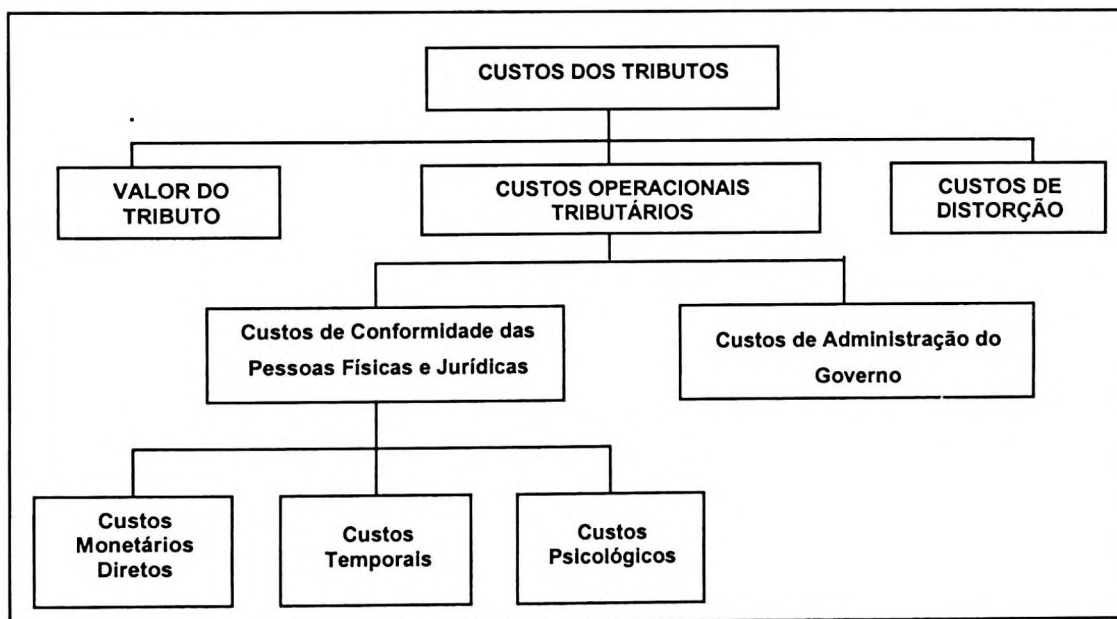 CUSTOS DOS TRIBUTOS
VALOR DO
TRIBUTO
CUSTOS OPERACIONAIS
TRIBUTÁRIOS
CUSTOS DE
DISTORÇÃO
Custos de Conformidade das
Pessoas Físicas e Jurídicas
Custos de Administração do
Governo
Custos
Monetários
Diretos
Custos
Temporais
Custos
Psicológicos